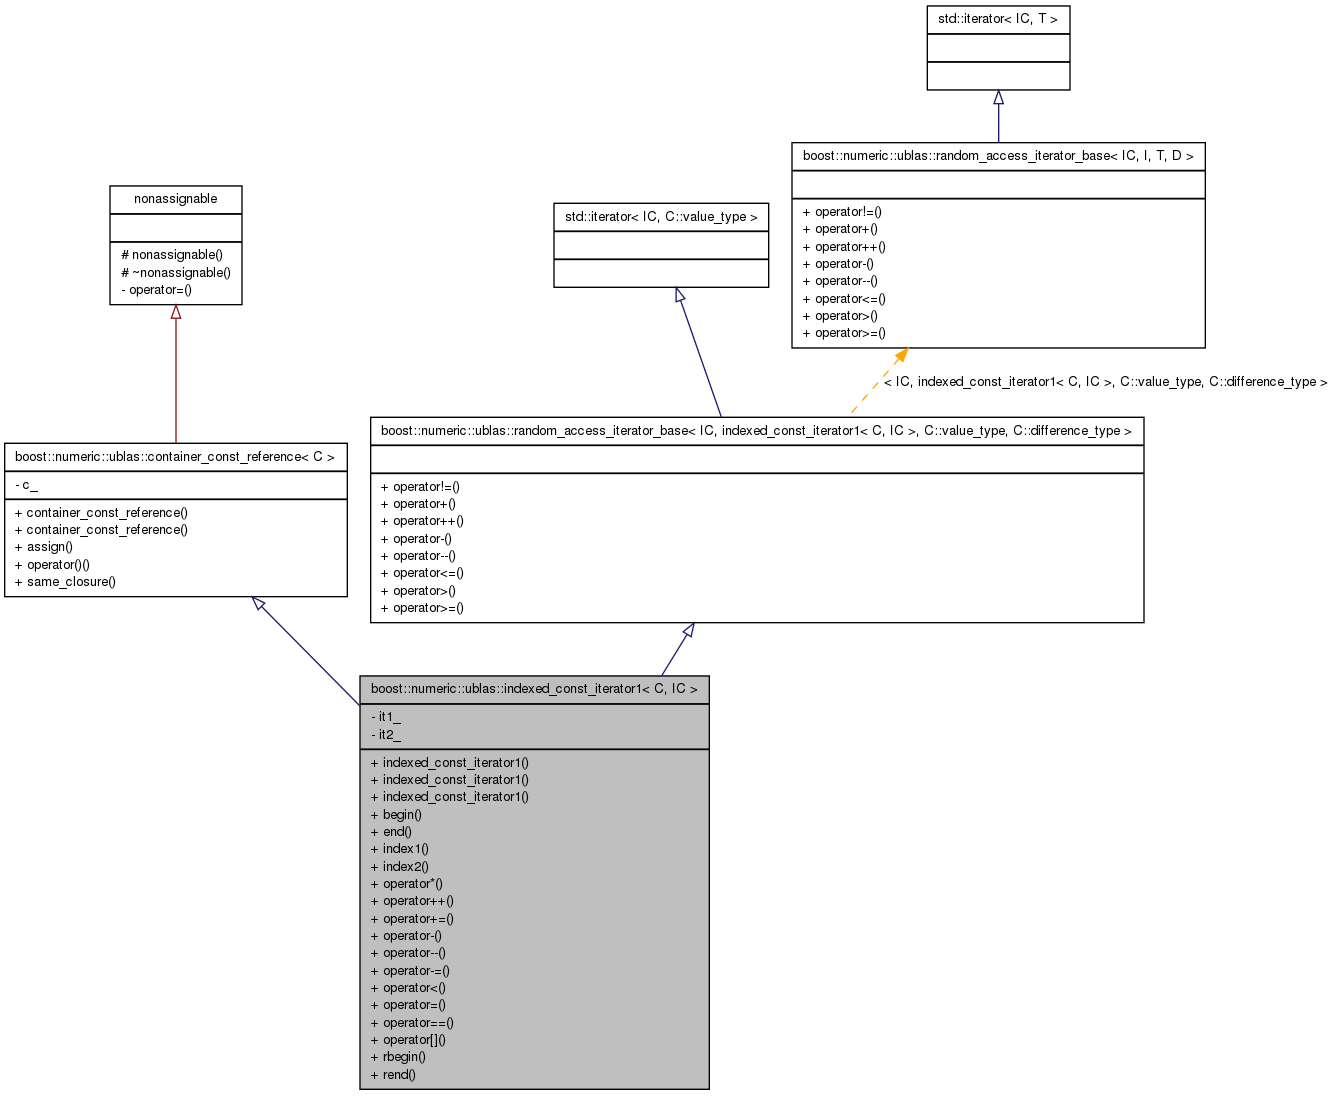 std::iterator< IC, T >
boost::numeric::ublas::random_access_iterator_base< IC, I, T, D >
+ operator!=()
+ operator+()
+ operator++()
+ operator-()
+ operator--()
+ operator<=()
+ operator>()
+ operator>=()
nonassignable
# nonassignable()
# ~nonassignable()
- operator=()
std::iterator< IC, C::value_type >
< IC, indexed_const_iterator1< C, IC >, C::value_type, C::difference_type >
boost::numeric::ublas::random_access_iterator_base< IC, indexed_const_iterator1< C, IC >, C::value_type, C::difference_type >
+ operator!=()
+ operator+()
+ operator++()
+ operator-()
+ operator--()
+ operator<=()
+ operator>()
+ operator>=()
boost::numeric::ublas::container_const_reference< C >
- c_
+ container_const_reference()
+ container_const_reference()
+ assign()
+ operator()()
+ same_closure()
boost::numeric::ublas::indexed_const_iterator1< C, IC >
- it1_
- it2_
+ indexed_const_iterator1()
+ indexed_const_iterator1()
+ indexed_const_iterator1()
+ begin()
+ end()
+ index1()
+ index2()
+ operator*()
+ operator++()
+ operator+=()
+ operator-()
+ operator--()
+ operator-=()
+ operator<()
+ operator=()
+ operator==()
+ operator[]()
+ rbegin()
+ rend()